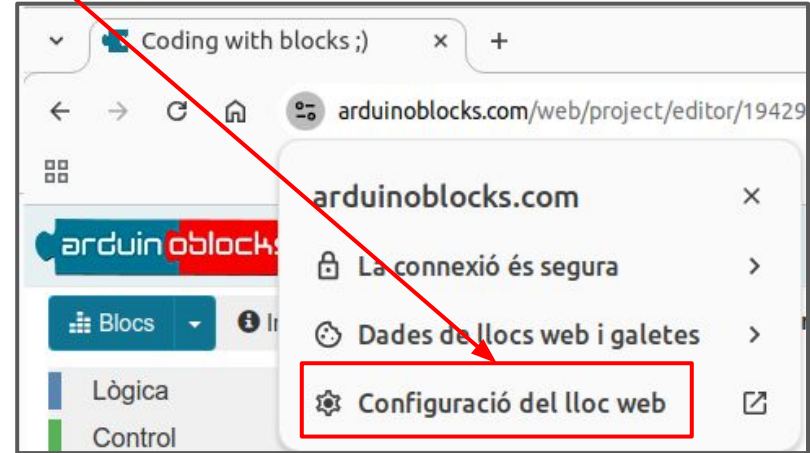 Coding with blocks ;)
arduinoblocks.com/web/project/editor/19429
arduinoblocks.com
arduinoblocks
La connexió és segura
Blocs
Dades de llocs web i galetes
Lògica
Configuració del lloc web
Control